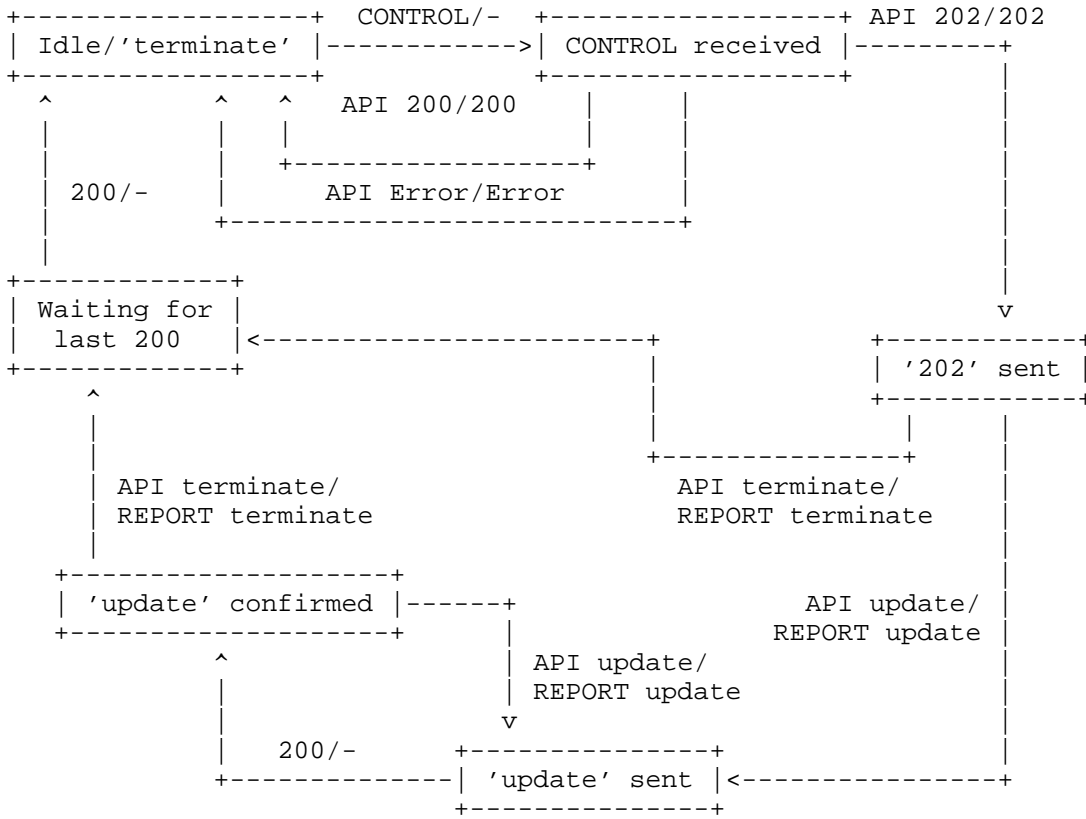 CONTROL/- API 202/202
Idle/'terminate' CONTROL received
API 200/200
200/- API Error/Error
Waiting for
last 200
'202' sent
API terminate/ API terminate/
REPORT terminate REPORT terminate
'update' confirmed API update/
REPORT update
API update/
REPORT update
200/-
'update' sent